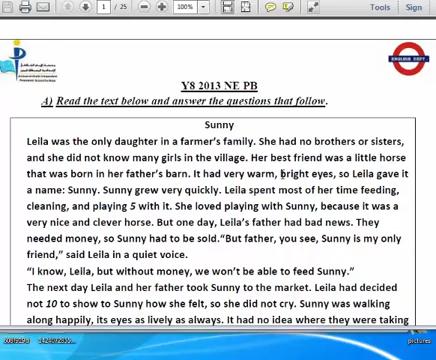 1 / 25
100%
Tools
Sign
ENGLISH DEPT.
Y8 2013 NE PB
A) Read the text below and answer the questions that follow.
Sunny
Leila was the only daughter in a farmer's family. She had no brothers or sisters,
and she did not know many girls in the village. Her best friend was a little horse
that was born in her father's barn. It had very warm, bright eyes, so Leila gave it
a name: Sunny. Sunny grew very quickly. Leila spent most of her time feeding,
cleaning, and playing 5 with it. She loved playing with Sunny, because it was a
very nice and clever horse. But one day, Leila's father had bad news. They
needed money, so Sunny had to be sold."But father, you see, Sunny is my only
friend," said Leila in a quiet voice.
"I know, Leila, but without money, we won't be able to feed Sunny."
The next day Leila and her father took Sunny to the market. Leila had decided
not 10 to show to Sunny how she felt, so she did not cry. Sunny was walking
along happily, its eyes as lively as always. It had no idea where they were taking
pictures